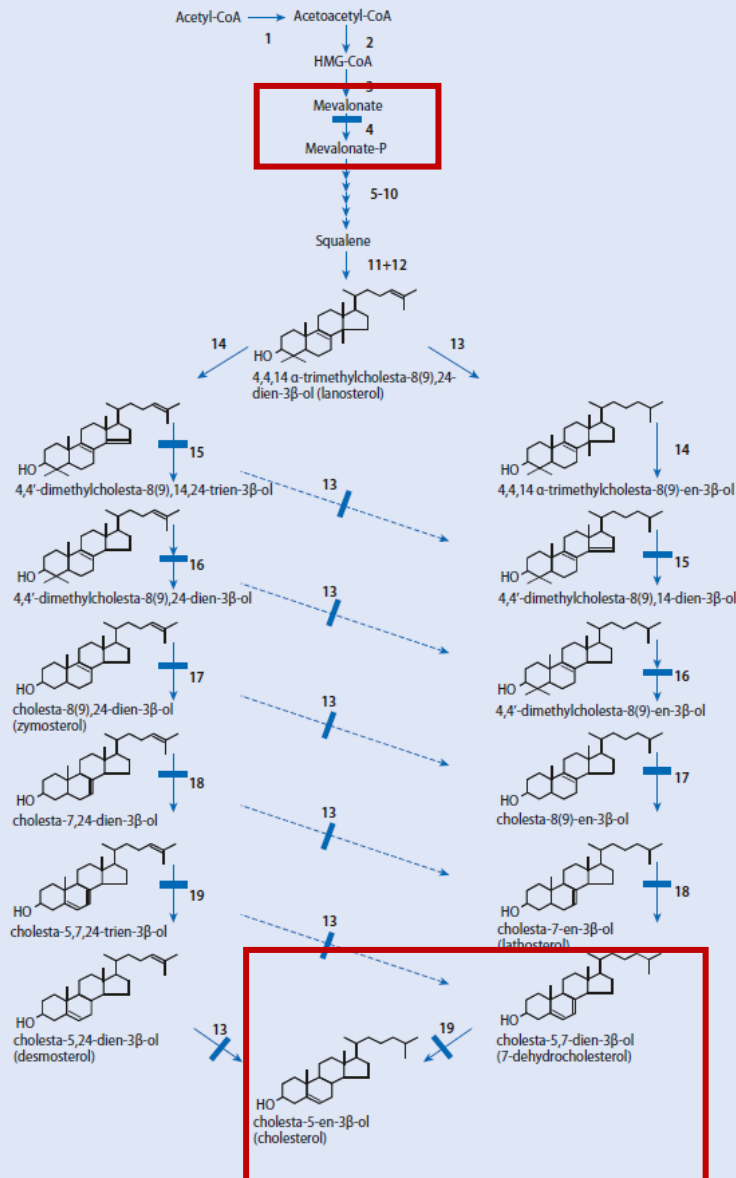 Acetyl-CoA
1
Acetoacetyl-CoA
2
HMG-CoA
3
Mevalonate
4
Mevalonate-P
5-10
Squalene
11+12
HO
4,4,14 α-trimethylcholesta-8(9),24-
dien-3β-ol (lanosterol)
14
13
HO
15
4,4′-dimethylcholesta-8(9),14,24-trien-3β-ol
13
HO
14
4,4,14 α-trimethylcholesta-8(9)-en-3β-ol
HO
16
4,4′-dimethylcholesta-8(9),24-dien-3β-ol
13
HO
15
4,4′-dimethylcholesta-8(9),14-dien-3β-ol
HO
17
cholesta-8(9),24-dien-3β-ol
(zymosterol)
13
HO
16
4,4′-dimethylcholesta-8(9)-en-3β-ol
HO
18
cholesta-7,24-dien-3β-ol
13
HO
17
cholesta-8(9)-en-3β-ol
HO
19
cholesta-5,7,24-trien-3β-ol
13
HO
18
cholesta-7-en-3β-ol
(lathosterol)
HO
cholesta-5,24-dien-3β-ol
(desmosterol)
13
HO
cholesta-5-en-3β-ol
(cholesterol)
19
HO
cholesta-5,7-dien-3β-ol
(7-dehydrocholesterol)